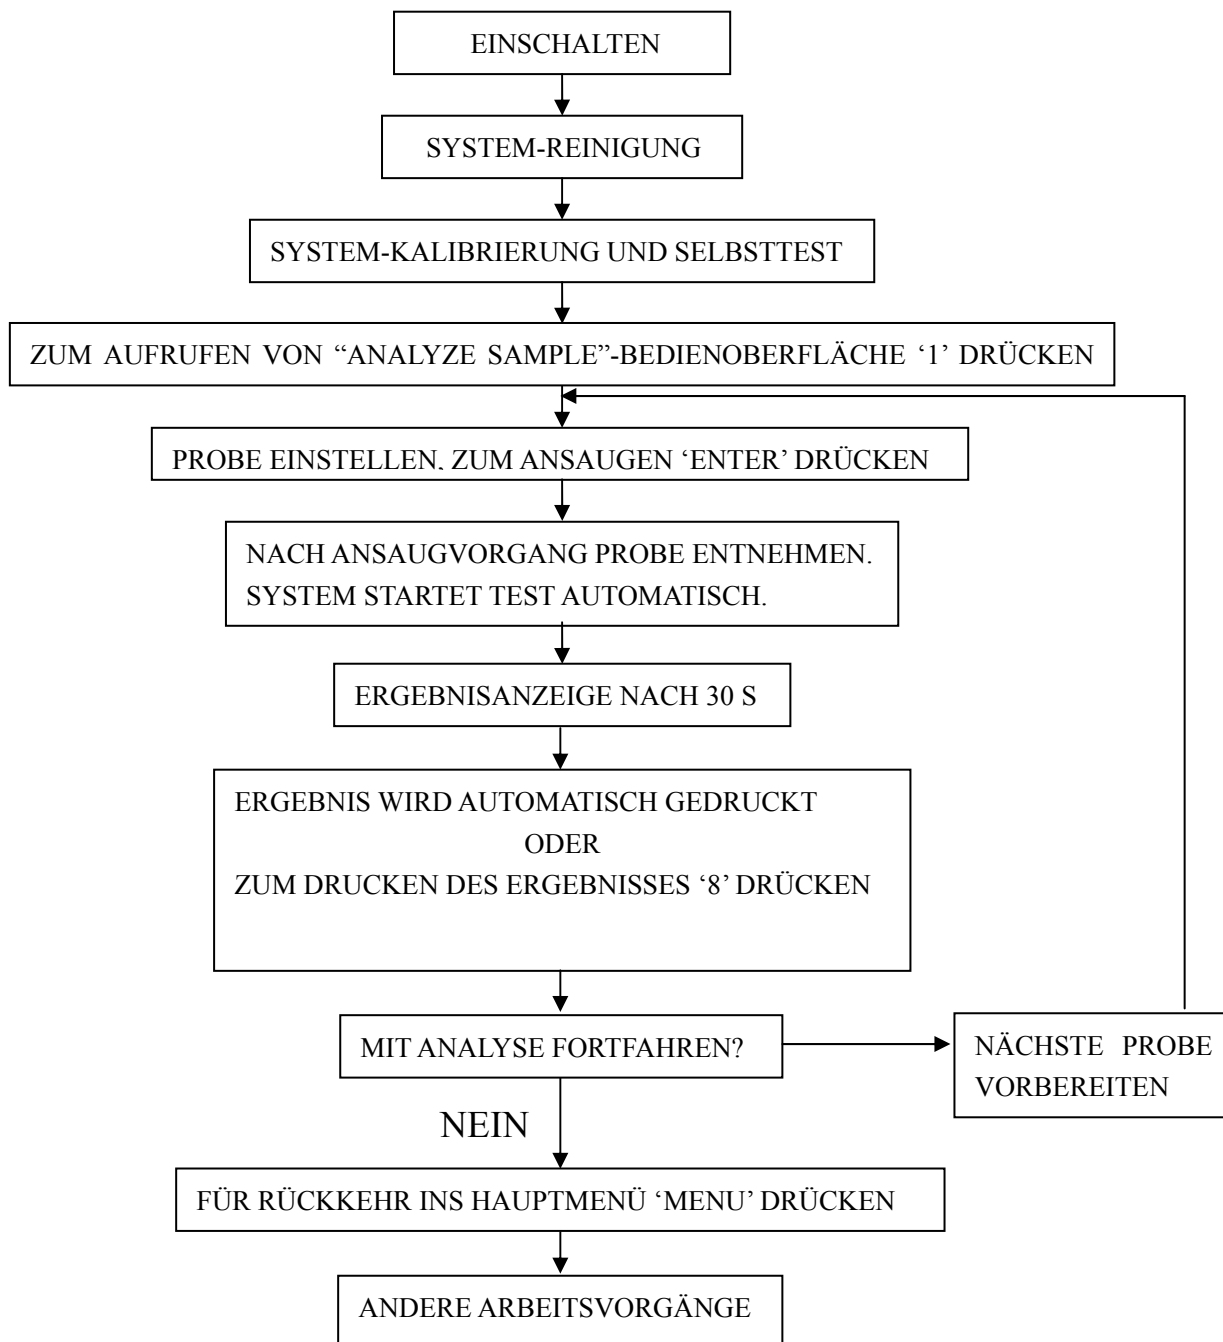 EINSCHALTEN
SYSTEM-REINIGUNG
SYSTEM-KALIBRIERUNG UND SELBSTTEST
ZUM AUFRUFEN VON “ANALYZE SAMPLE”-BEDIENOBERFLÄCHE ‘1’ DRÜCKEN
PROBE EINSTELLEN, ZUM ANSAUGEN ‘ENTER’ DRÜCKEN
NACH ANSAUGVORGANG PROBE ENTNEHMEN.
SYSTEM STARTET TEST AUTOMATISCH.
ERGEBNISANZEIGE NACH 30 S
ERGEBNIS WIRD AUTOMATISCH GEDRUCKT
ODER
ZUM DRUCKEN DES ERGEBNISSES ‘8’ DRÜCKEN
MIT ANALYSE FORTFAHREN?
NÄCHSTE PROBE
VORBEREITEN
NEIN
FÜR RÜCKKEHR INS HAUPTMENÜ ‘MENU’ DRÜCKEN
ANDERE ARBEITSVORGÄNGE